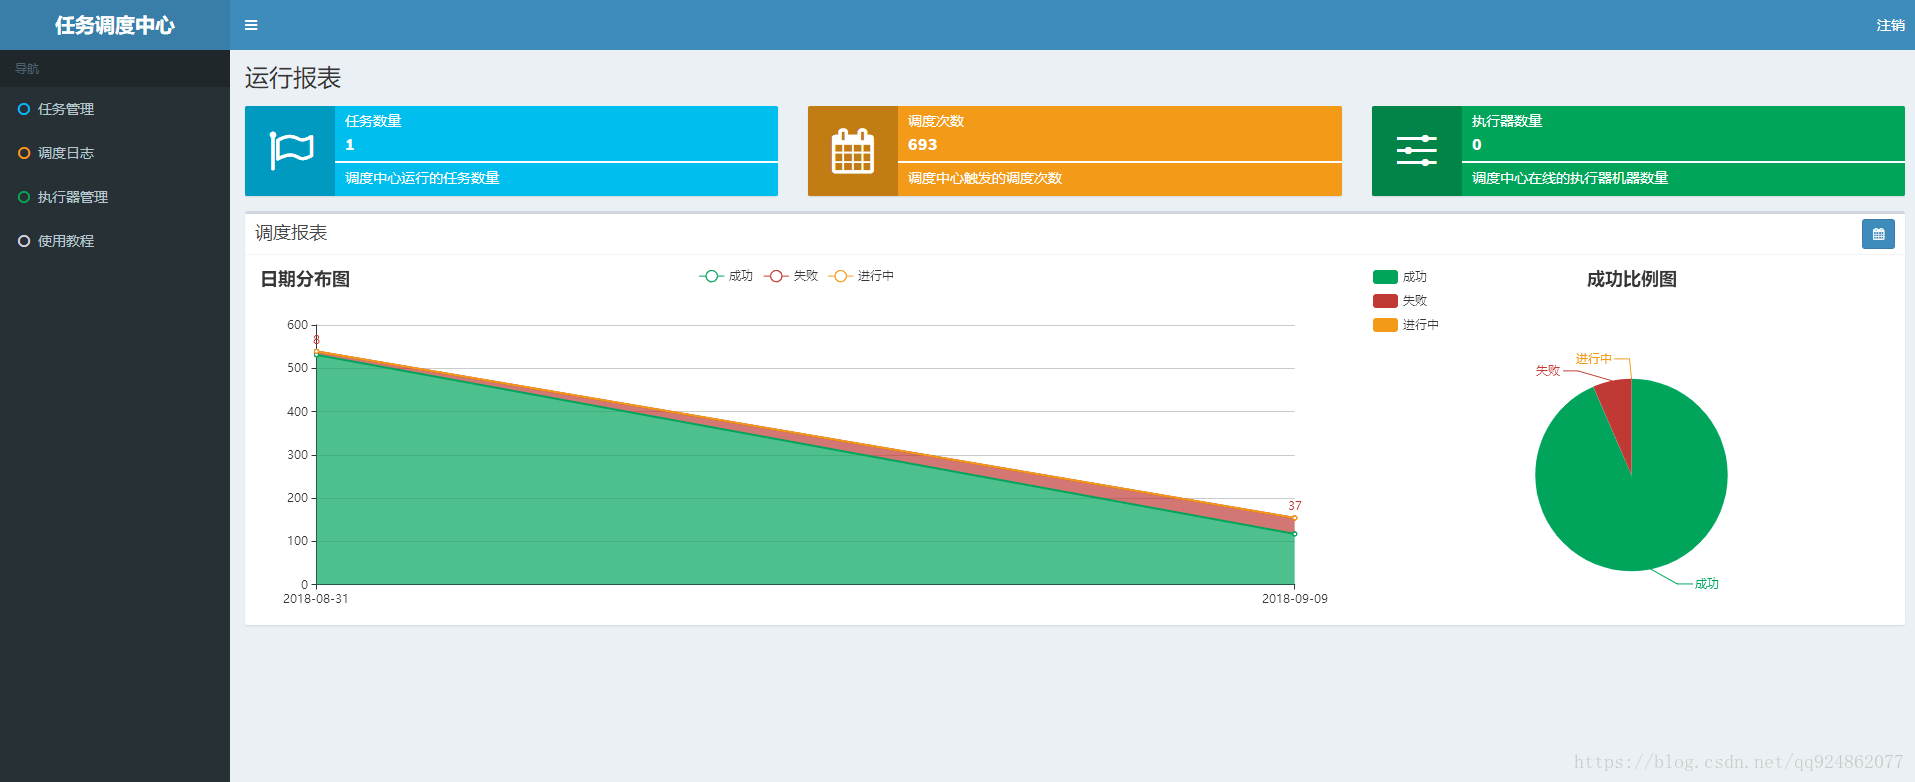 任务调度中心
注销
导航
任务管理
调度日志
执行器管理
使用教程
运行报表
任务数量
1
调度中心运行的任务数量
调度次数
693
调度中心触发的调度次数
执行器数量
0
调度中心在线的执行器机器数量
调度报表
日期分布图
成功 失败 进行中
600
500
400
300
200
100
0
8
37
2018-08-31
2018-09-09
成功
失败
进行中
成功比例图
进行中
失败
成功
https://blog.csdn.net/qq924862077